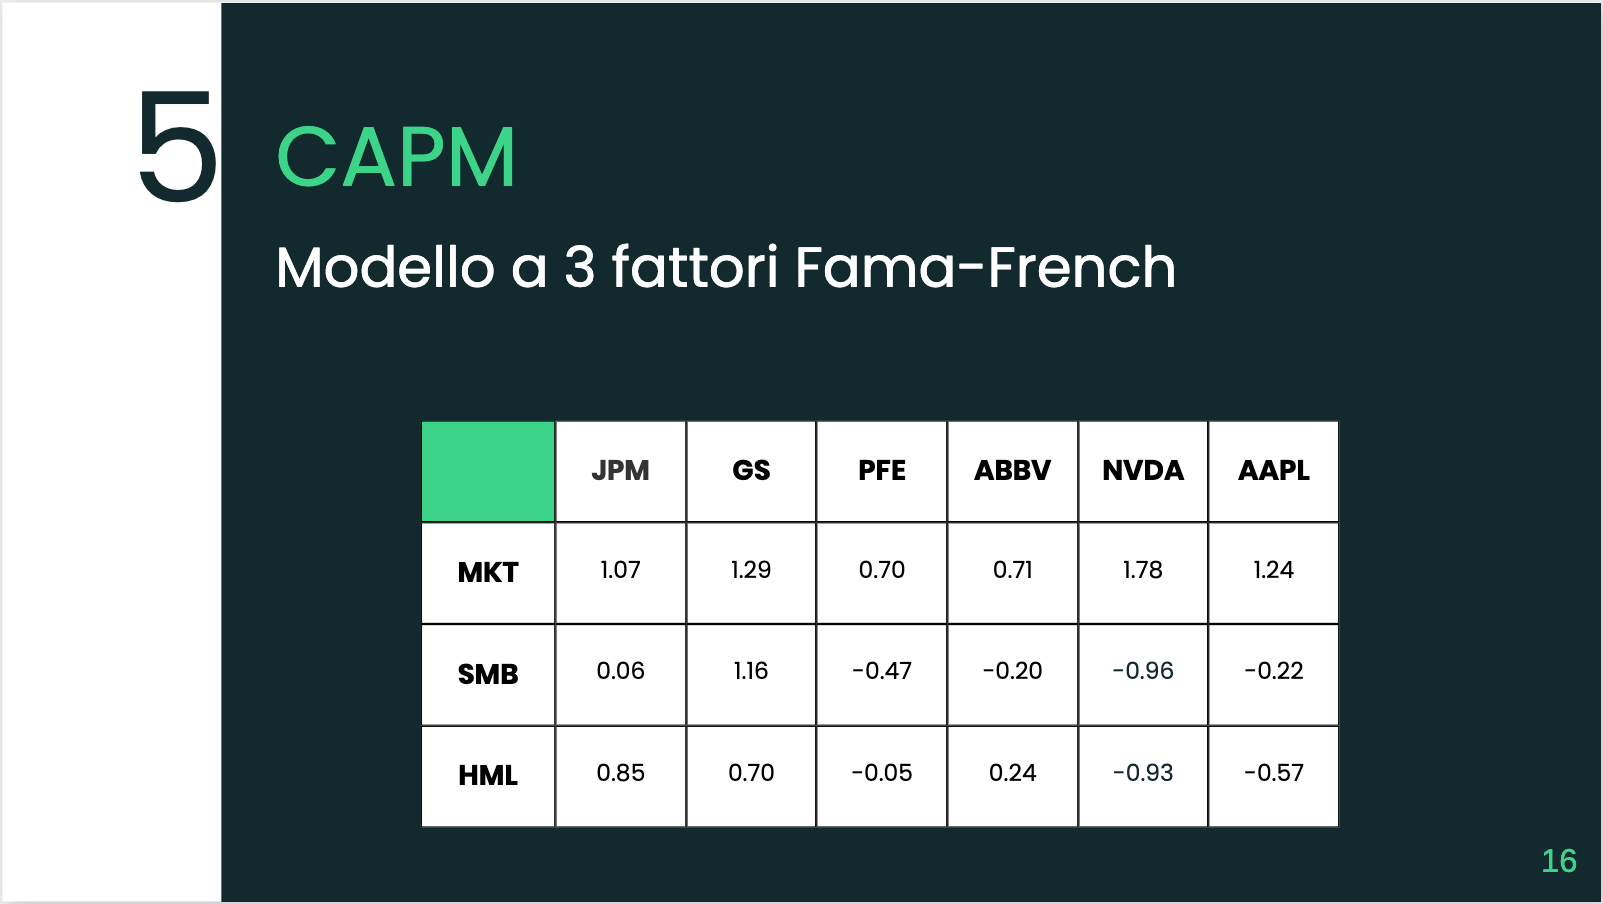 5
CAPM
Modello a 3 fattori Fama-French
JPM GS PFE ABBV NVDA AAPL
MKT 1.07 1.29 0.70 0.71 1.78 1.24
SMB 0.06 1.16 -0.47 -0.20 -0.96 -0.22
HML 0.85 0.70 -0.05 0.24 -0.93 -0.57
16